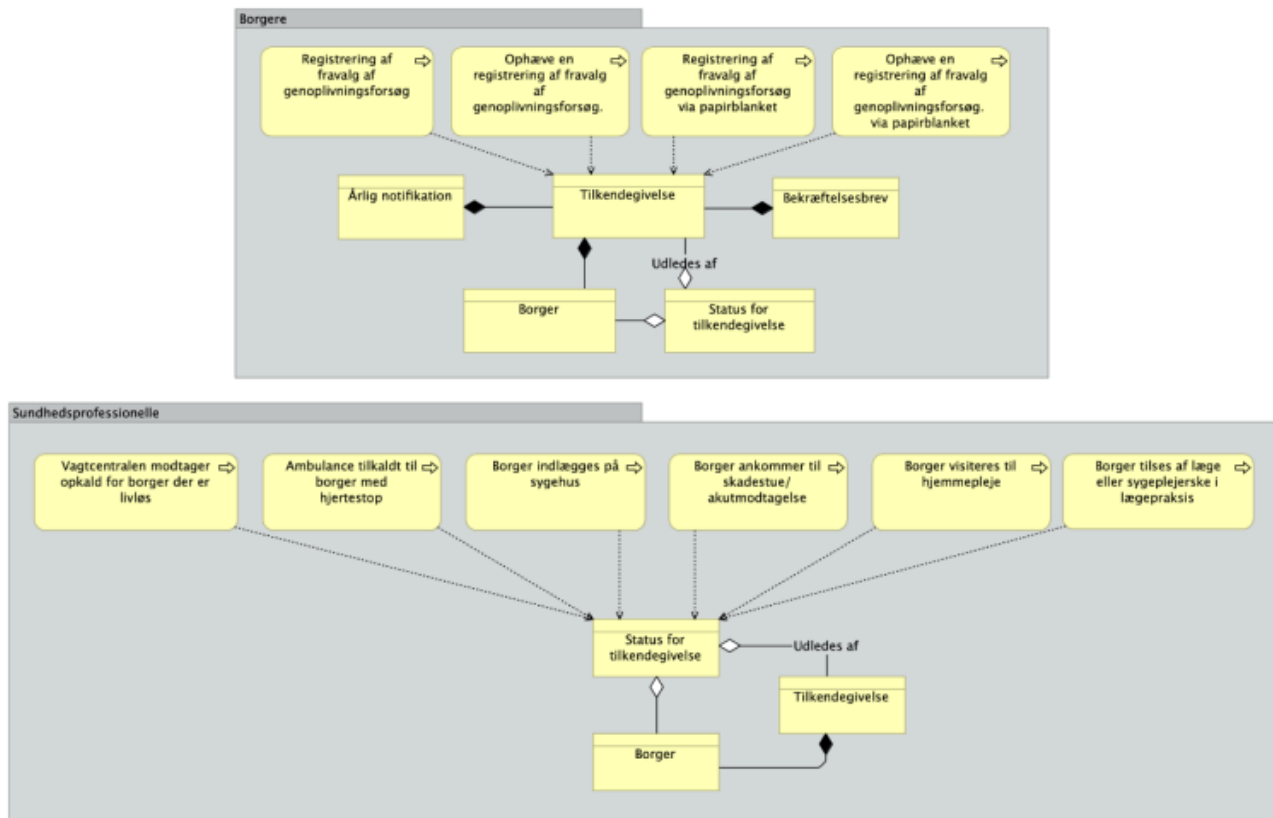 Borgere
Registrering af
fravalg af
genoplivningsforsøg
Ophæve en
registrering af fravalg
af
genoplivningsforsøg.
Registrering af
fravalg af
genoplivningsforsøg
via papirblanket
Ophæve en
registrering af fravalg
af
genoplivningsforsøg.
via papirblanket
Årlig notifikation
Tilkendegivelse
Bekræftelsesbrev
Udledes af
Borger
Status for
tilkendegivelse
Sundhedsprofessionelle
Vagtcentralen modtager
opkald for borger der er
livløs
Ambulance tilkaldt til
borger med
hjertestop
Borger indlægges på
sygehus
Borger ankommer til
skadestue/
akutmodtagelse
Borger visiteres til
hjemmepleje
Borger tilses af læge
eller sygeplejerske i
lægepraksis
Status for
tilkendegivelse
Udledes af
Tilkendegivelse
Borger